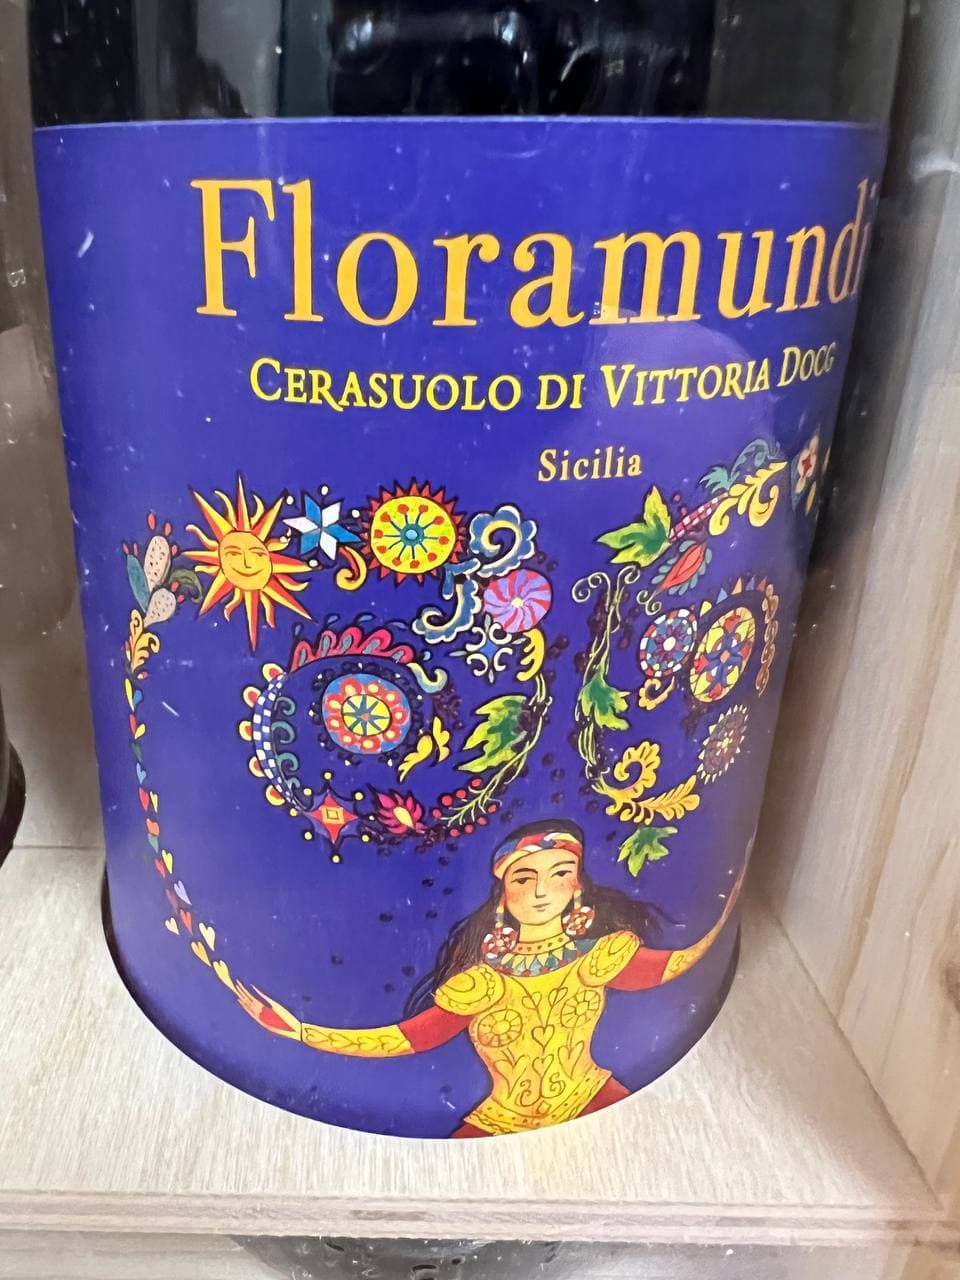 Floramundi
CERASUOLO DI VITTORIA DOCG
Sicilia